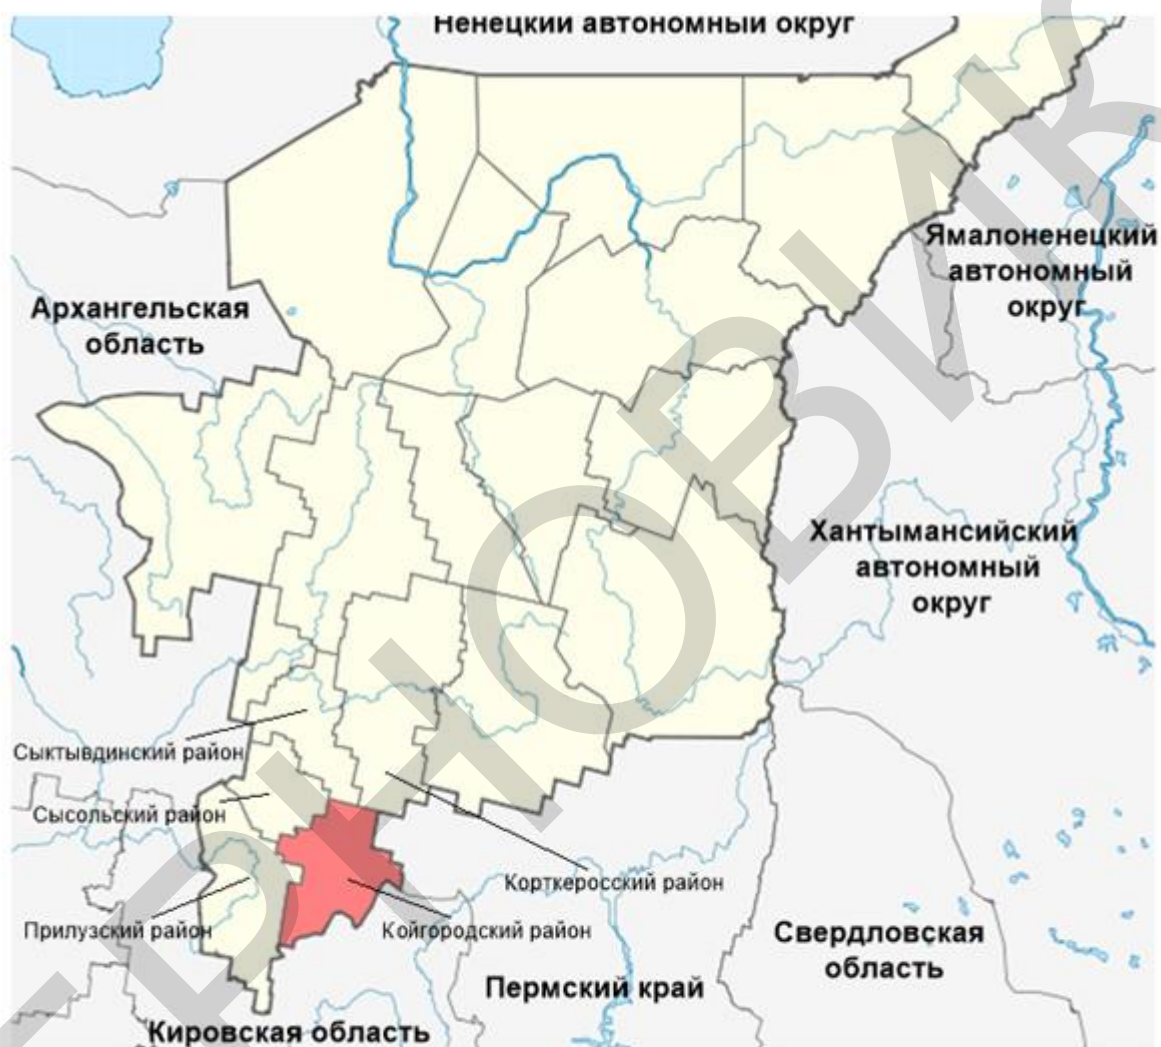 Ненецкий автономный округ
Ямалоненецкий
автономный
округ
Архангельская
область
Хантымансийский
автономный
округ
Сыктывдинский район
Сысольский район
Корткеросский район
Прилузский район
Койгородский район
Свердловская
область
Пермский край
Кировская область